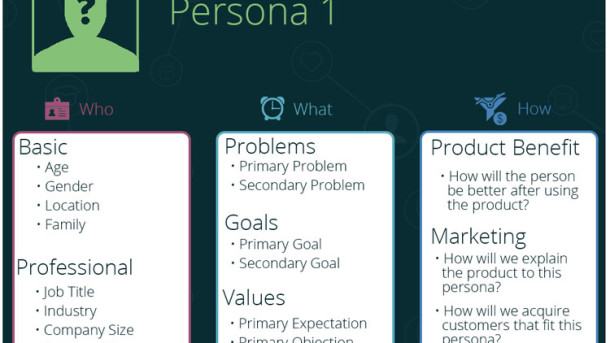 ?
Persona 1
Who
What
How
Basic
• Age
• Gender
• Location
• Family
Professional
• Job Title
• Industry
• Company Size
Problems
• Primary Problem
• Secondary Problem
Goals
• Primary Goal
• Secondary Goal
Values
• Primary Expectation
• Primary Objection
Product Benefit
• How will the person
be better after using
the product?
Marketing
• How will we explain
the product to this
persona?
• How will we acquire
customers that fit this
persona?
$